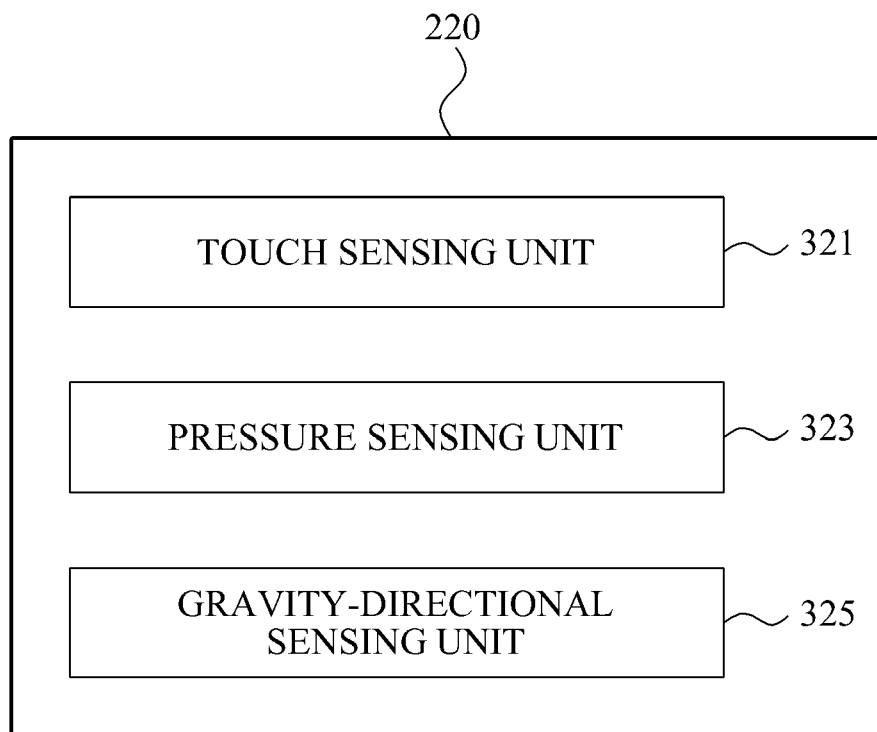 220
TOUCH SENSING UNIT
321
PRESSURE SENSING UNIT
323
GRAVITY-DIRECTIONAL
SENSING UNIT
325